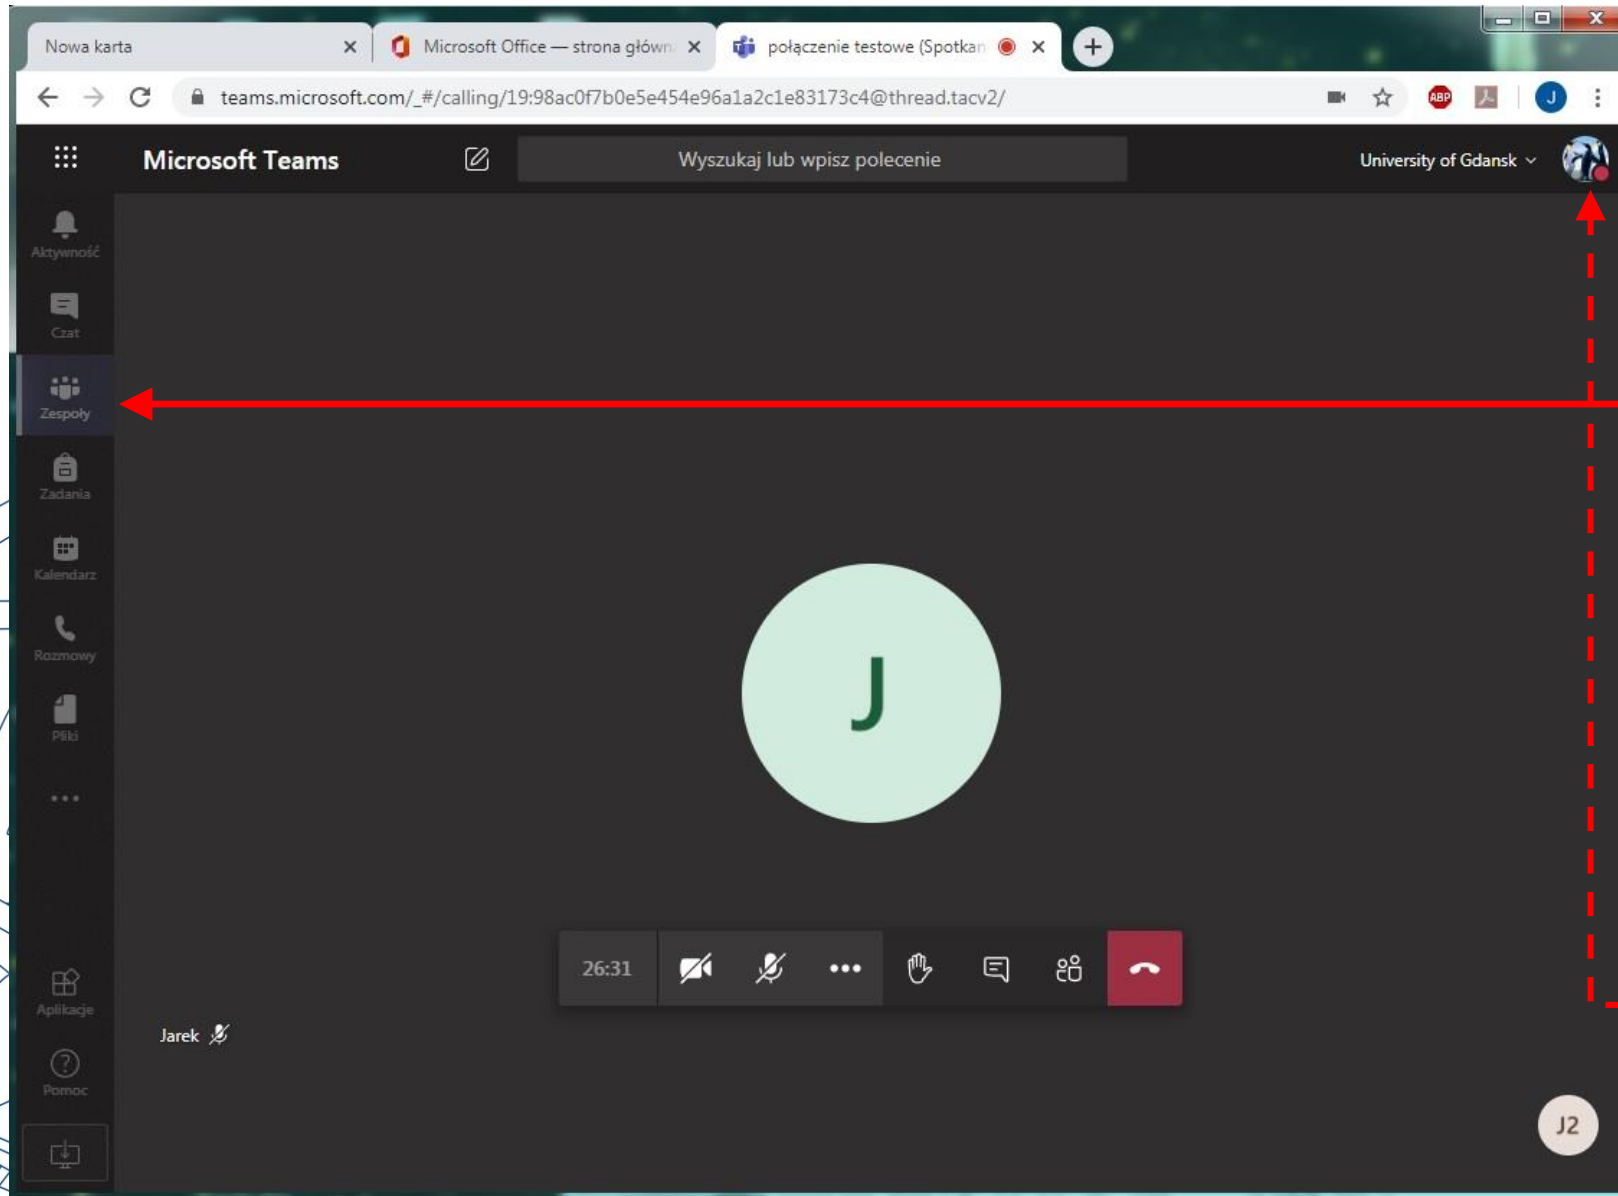 Nowa karta
Microsoft Office — strona główn
połączenie testowe (Spotkan
teams.microsoft.com/_#/calling/19:98ac0f7b0e5e454e96a1a2c1e83173c4@thread.tacv2/
ABP
J
Microsoft Teams
Wyszukaj lub wpisz polecenie
University of Gdansk
Aktywność
Czat
Zespoły
Zadania
Kalendarz
Rozmowy
Pliki
J
26:31
Aplikacje
Jarek
Pomoc
J2